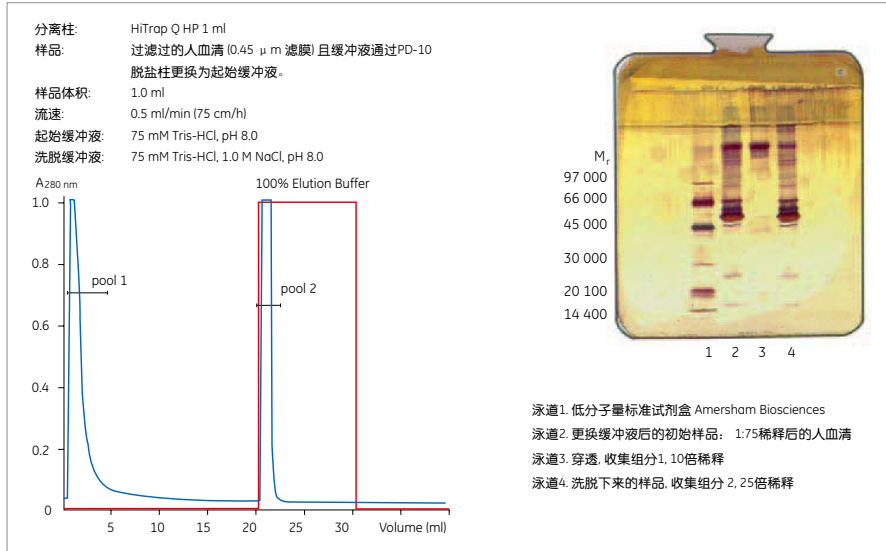 分离柱: HiTrap Q HP 1 ml
样品: 过滤过的人血清 (0.45 μm 滤膜) 且缓冲液通过PD-10
脱盐柱更换为起始缓冲液。
样品体积: 1.0 ml
流速: 0.5 ml/min (75 cm/h)
起始缓冲液: 75 mM Tris-HCl, pH 8.0
洗脱缓冲液: 75 mM Tris-HCl, 1.0 M NaCl, pH 8.0
A280 nm
100% Elution Buffer
1.0
0.8
pool 1
pool 2
0.6
0.4
0.2
0
5 10 15 20 25 30 Volume (ml)
Mr
97 000
66 000
45 000
30 000
20 100
14 400
1 2 3 4
泳道1. 低分子量标准试剂盒 Amersham Biosciences
泳道2. 更换缓冲液后的初始样品: 1:75稀释后的人血清
泳道3. 穿透, 收集组分1, 10倍稀释
泳道4. 洗脱下来的样品, 收集组分 2, 25倍稀释